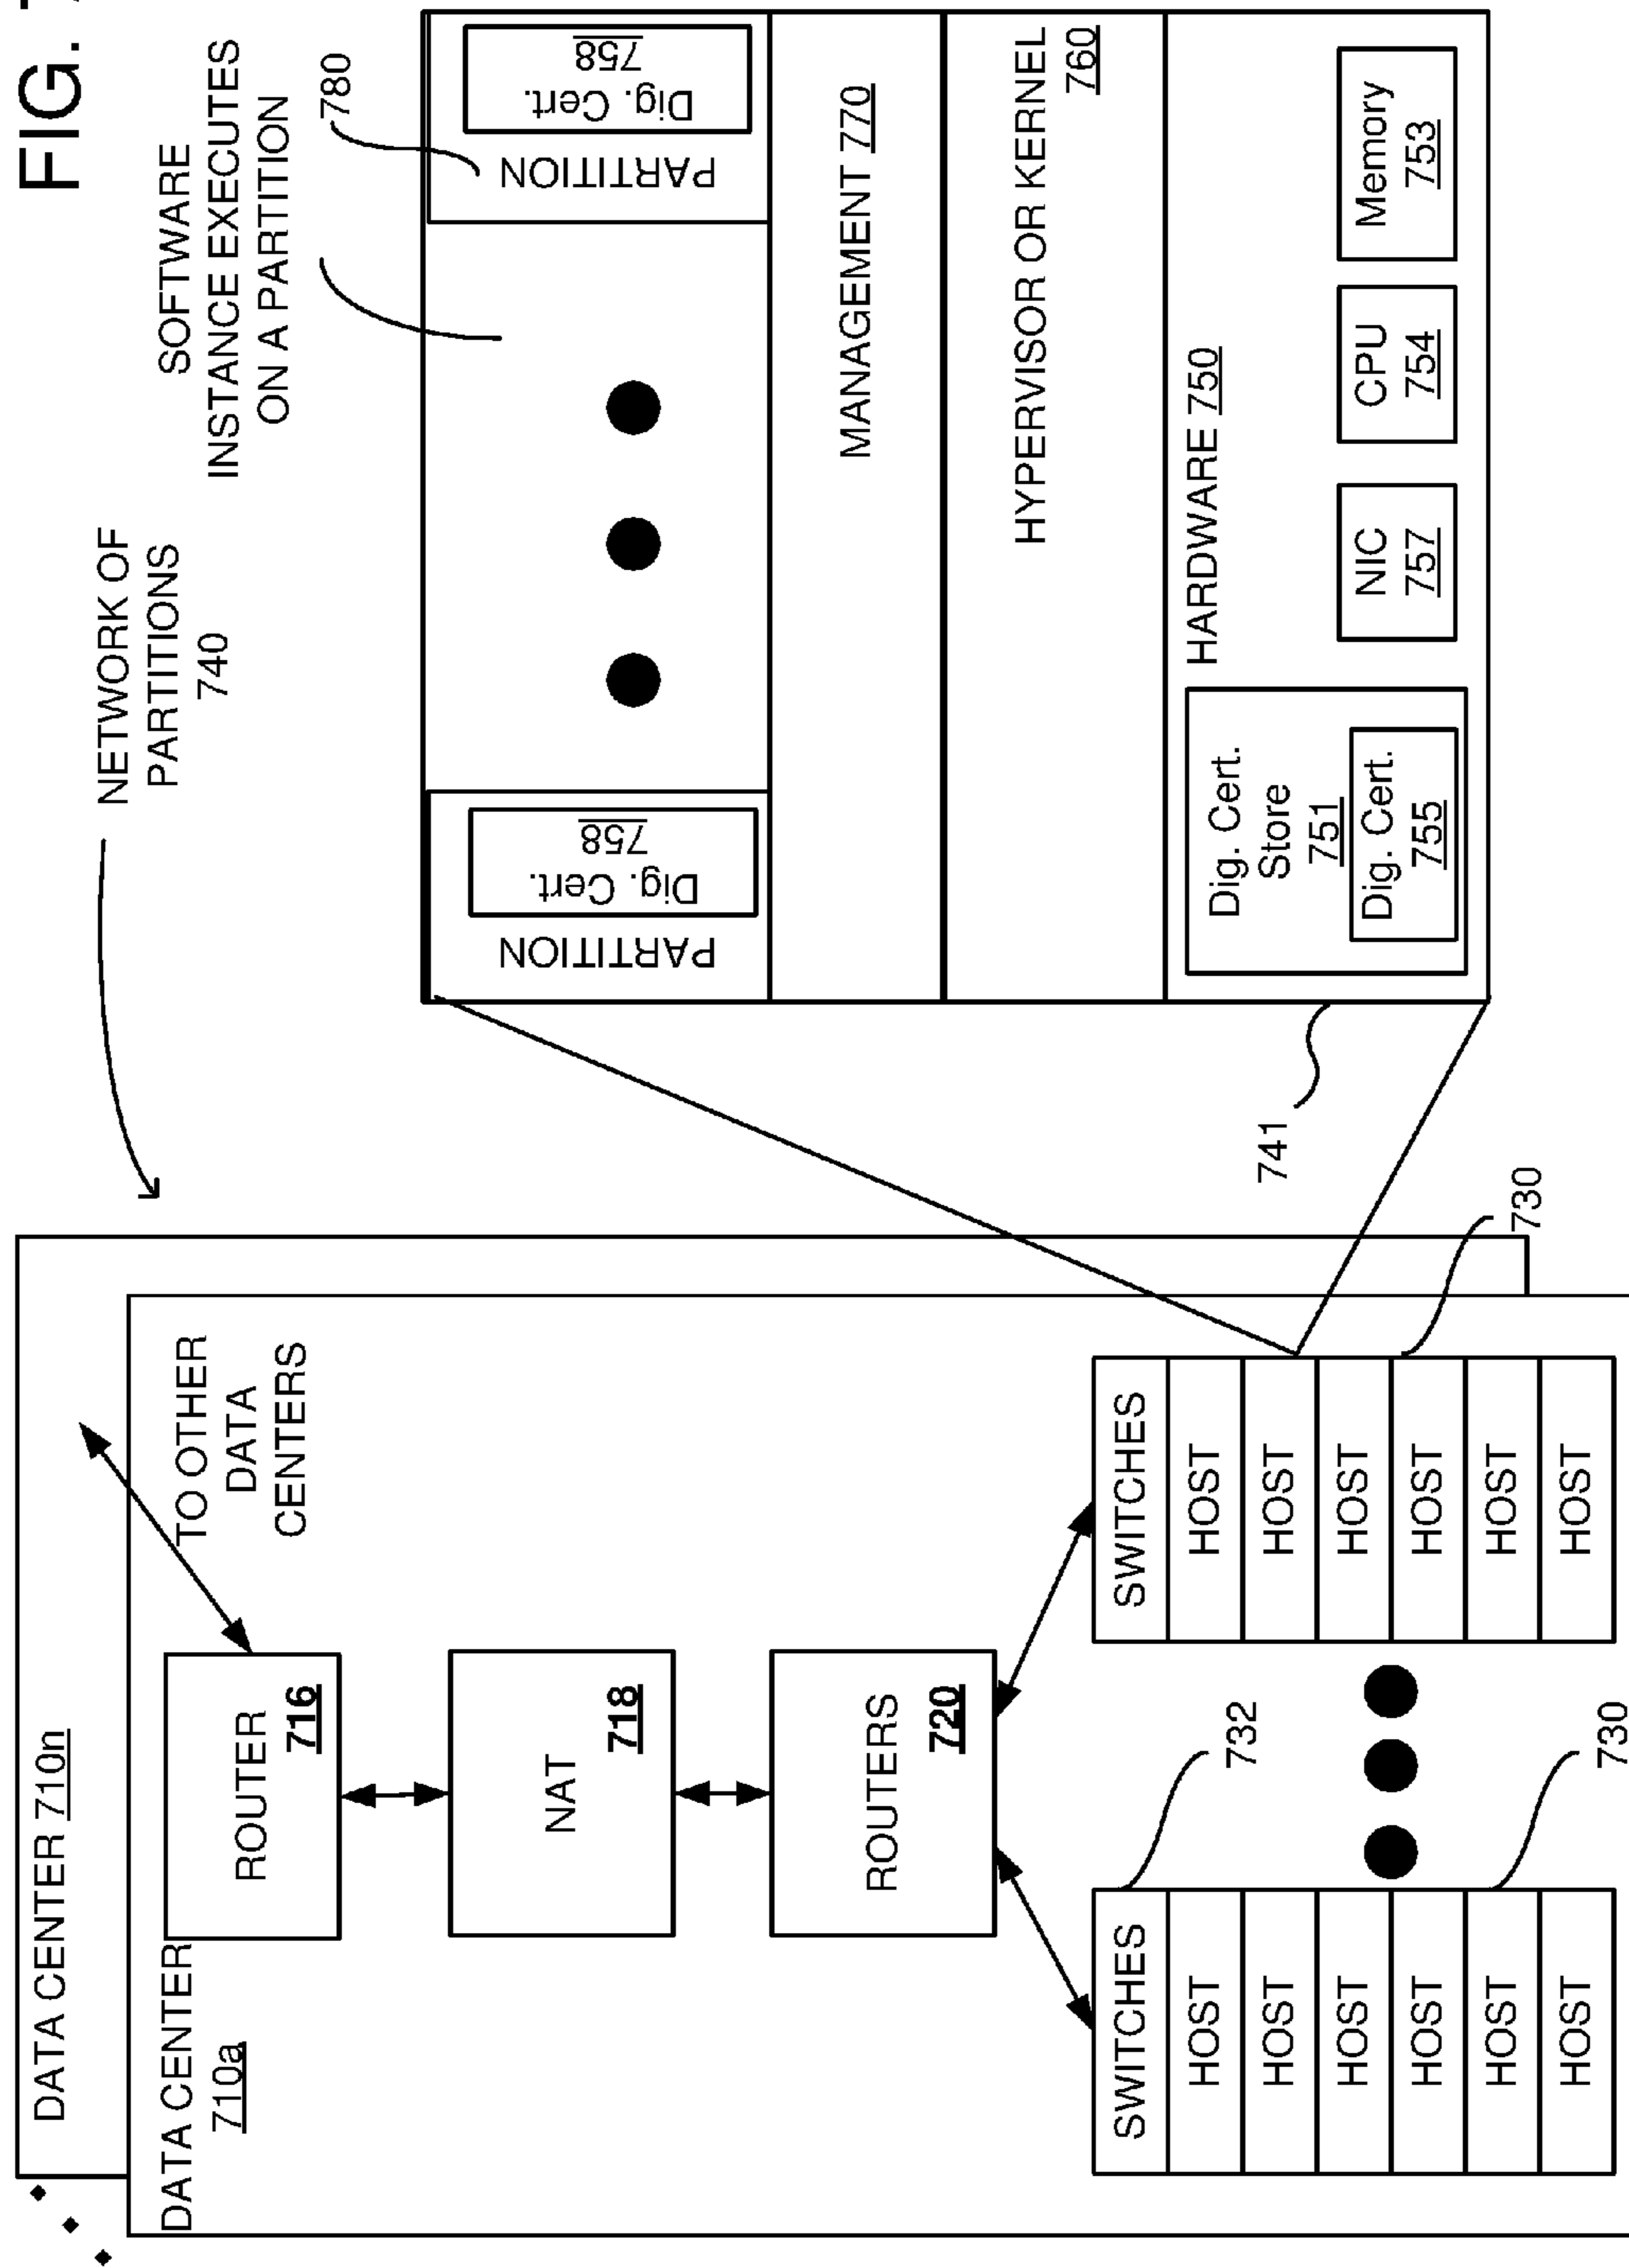 FIG. 7
DATA CENTER 710n
DATA CENTER
710a
TO OTHER
DATA
CENTERS
ROUTER
716
NAT
718
ROUTERS
720
SWITCHES
HOST
HOST
HOST
HOST
HOST
HOST
732
730
SWITCHES
HOST
HOST
HOST
HOST
HOST
HOST
730
NETWORK OF
PARTITIONS
740
SOFTWARE
INSTANCE EXECUTES
ON A PARTITION
780
741
PARTITION
Dig. Cert.
758
PARTITION
Dig. Cert.
758
MANAGEMENT 770
HYPERVISOR OR KERNEL
760
HARDWARE 750
Dig. Cert.
Store
751
Dig. Cert.
755
NIC
757
CPU
754
Memory
753